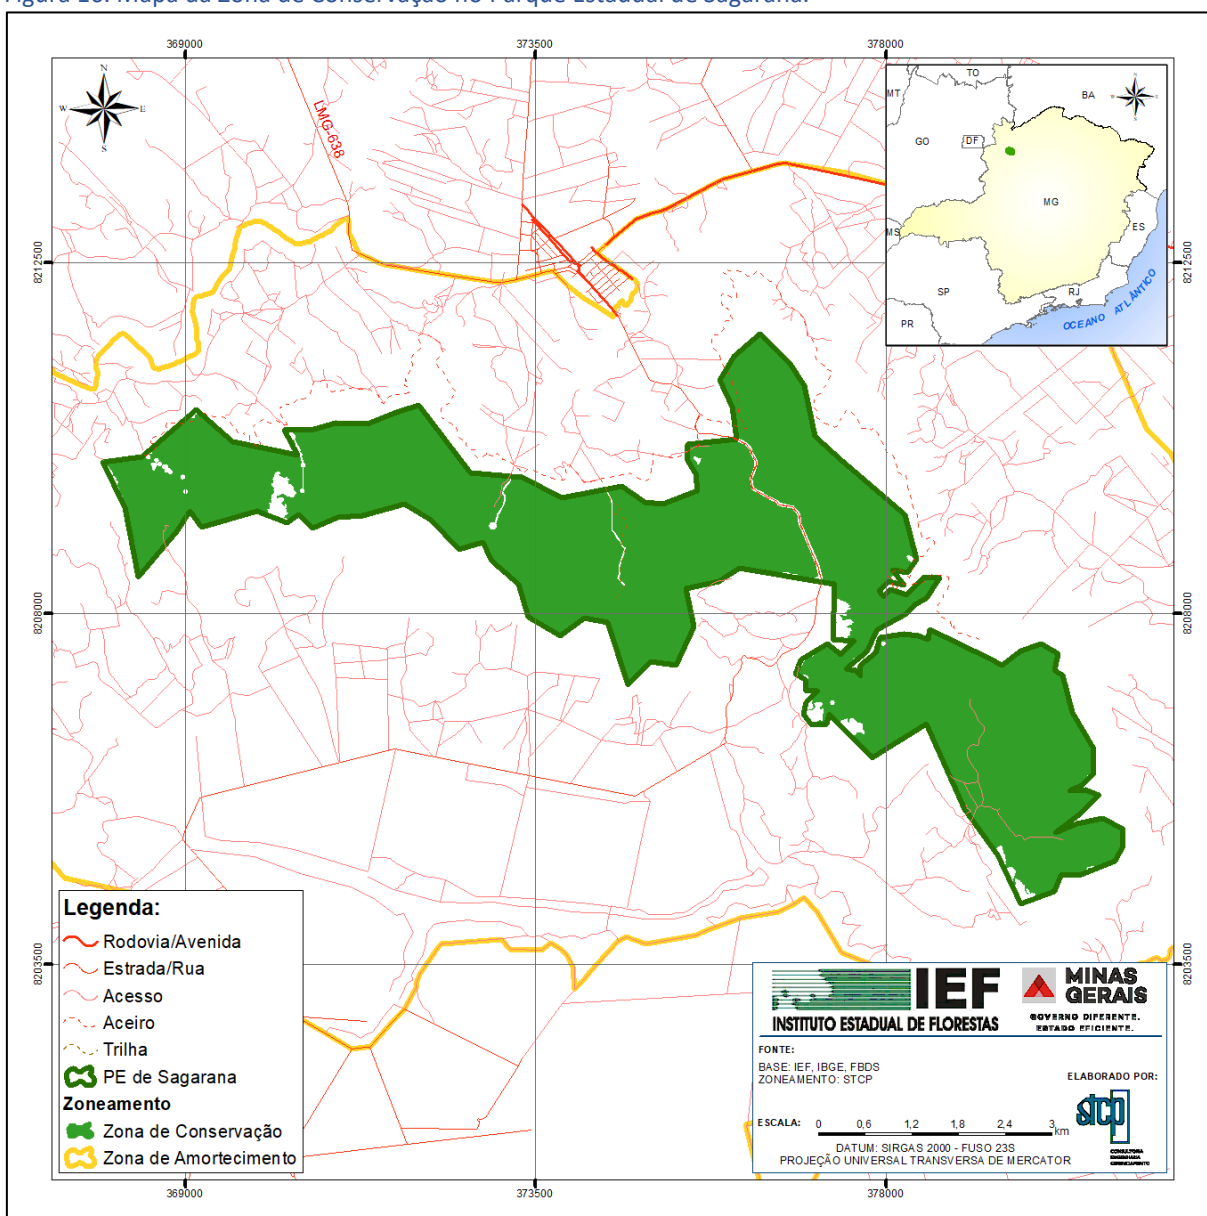 Figura 10. Mapa da Zona de Conservação no Parque Estadual de Sagarana.
369000
373500
378000
N
W
E
S
LMG-638
TO
MT
BA
GO
DF
MG
MS
ES
SP
RJ
PR
OCEANO ATLÂNTICO
8212500
8212500
8208000
8208000
8203500
8203500
Legenda:
Rodovia/Avenida
Estrada/Rua
Acesso
Aceiro
Trilha
PE de Sagarana
Zoneamento
Zona de Conservação
Zona de Amortecimento
IEF
INSTITUTO ESTADUAL DE FLORESTAS
MINAS
GERAIS
GOVERNO DIFERENTE.
ESTADO EFICIENTE.
FONTE:
BASE: IEF, IBGE, FBDS
ZONEAMENTO: STCP
ELABORADO POR:
stcp
CONSULTORIA
ENGENHARIA
GERENCIAMENTO
ESCALA: 0 0,6 1,2 1,8 2,4 3 km
DATUM: SIRGAS 2000 - FUSO 23S
PROJEÇÃO UNIVERSAL TRANSVERSA DE MERCATOR
369000
373500
378000